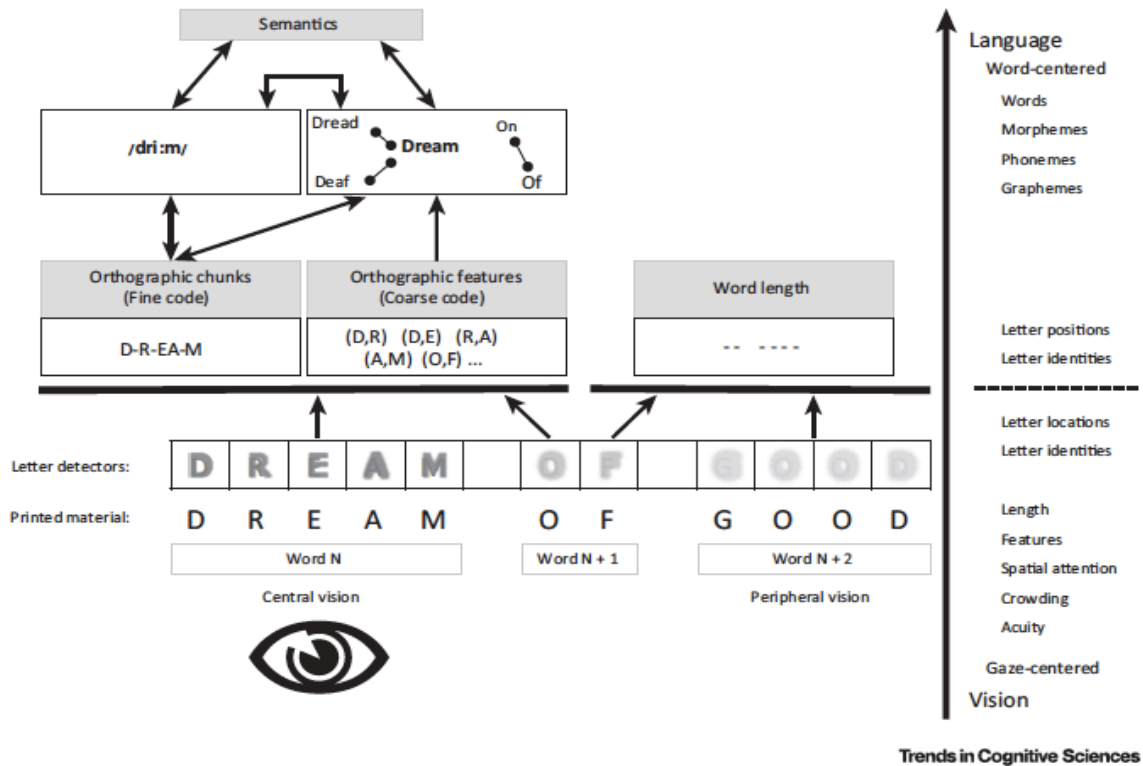 Semantics
/dri:m/
Dread
Dream
Deaf
On
Of
Orthographic chunks
(Fine code)
D-R-EA-M
Orthographic features
(Coarse code)
(D,R) (D,E) (R,A)
(A,M) (O,F) ...
Word length
-- ----
Letter detectors: D R E A M O F G O O D
Printed material: D R E A M O F G O O D
Word N
Word N + 1
Word N + 2
Central vision
Peripheral vision
Language
Word-centered
Words
Morphemes
Phonemes
Graphemes
Letter positions
Letter identities
Letter locations
Letter identities
Length
Features
Spatial attention
Crowding
Acuity
Gaze-centered
Vision
Trends in Cognitive Sciences